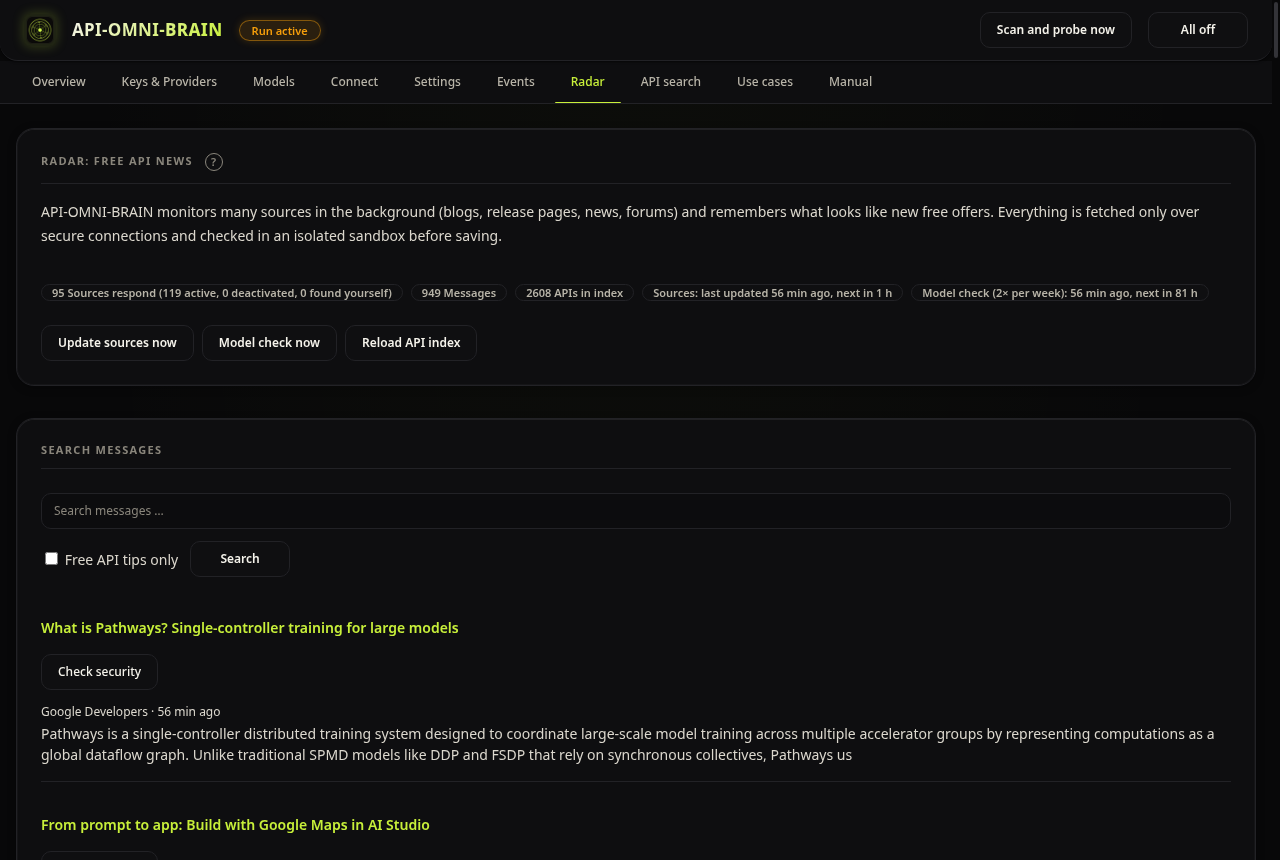 API-OMNI-BRAIN
Run active
Scan and probe now
All off
Overview
Keys & Providers
Models
Connect
Settings
Events
Radar
API search
Use cases
Manual
RADAR: FREE API NEWS ?
API-OMNI-BRAIN monitors many sources in the background (blogs, release pages, news, forums) and remembers what looks like new free offers. Everything is fetched only over
secure connections and checked in an isolated sandbox before saving.
95 Sources respond (119 active, 0 deactivated, 0 found yourself)
949 Messages
2608 APIs in index
Sources: last updated 56 min ago, next in 1 h
Model check (2× per week): 56 min ago, next in 81 h
Update sources now
Model check now
Reload API index
SEARCH MESSAGES
Search messages ...
Free API tips only
Search
What is Pathways? Single-controller training for large models
Check security
Google Developers · 56 min ago
Pathways is a single-controller distributed training system designed to coordinate large-scale model training across multiple accelerator groups by representing computations as a
global dataflow graph. Unlike traditional SPMD models like DDP and FSDP that rely on synchronous collectives, Pathways us
From prompt to app: Build with Google Maps in AI Studio